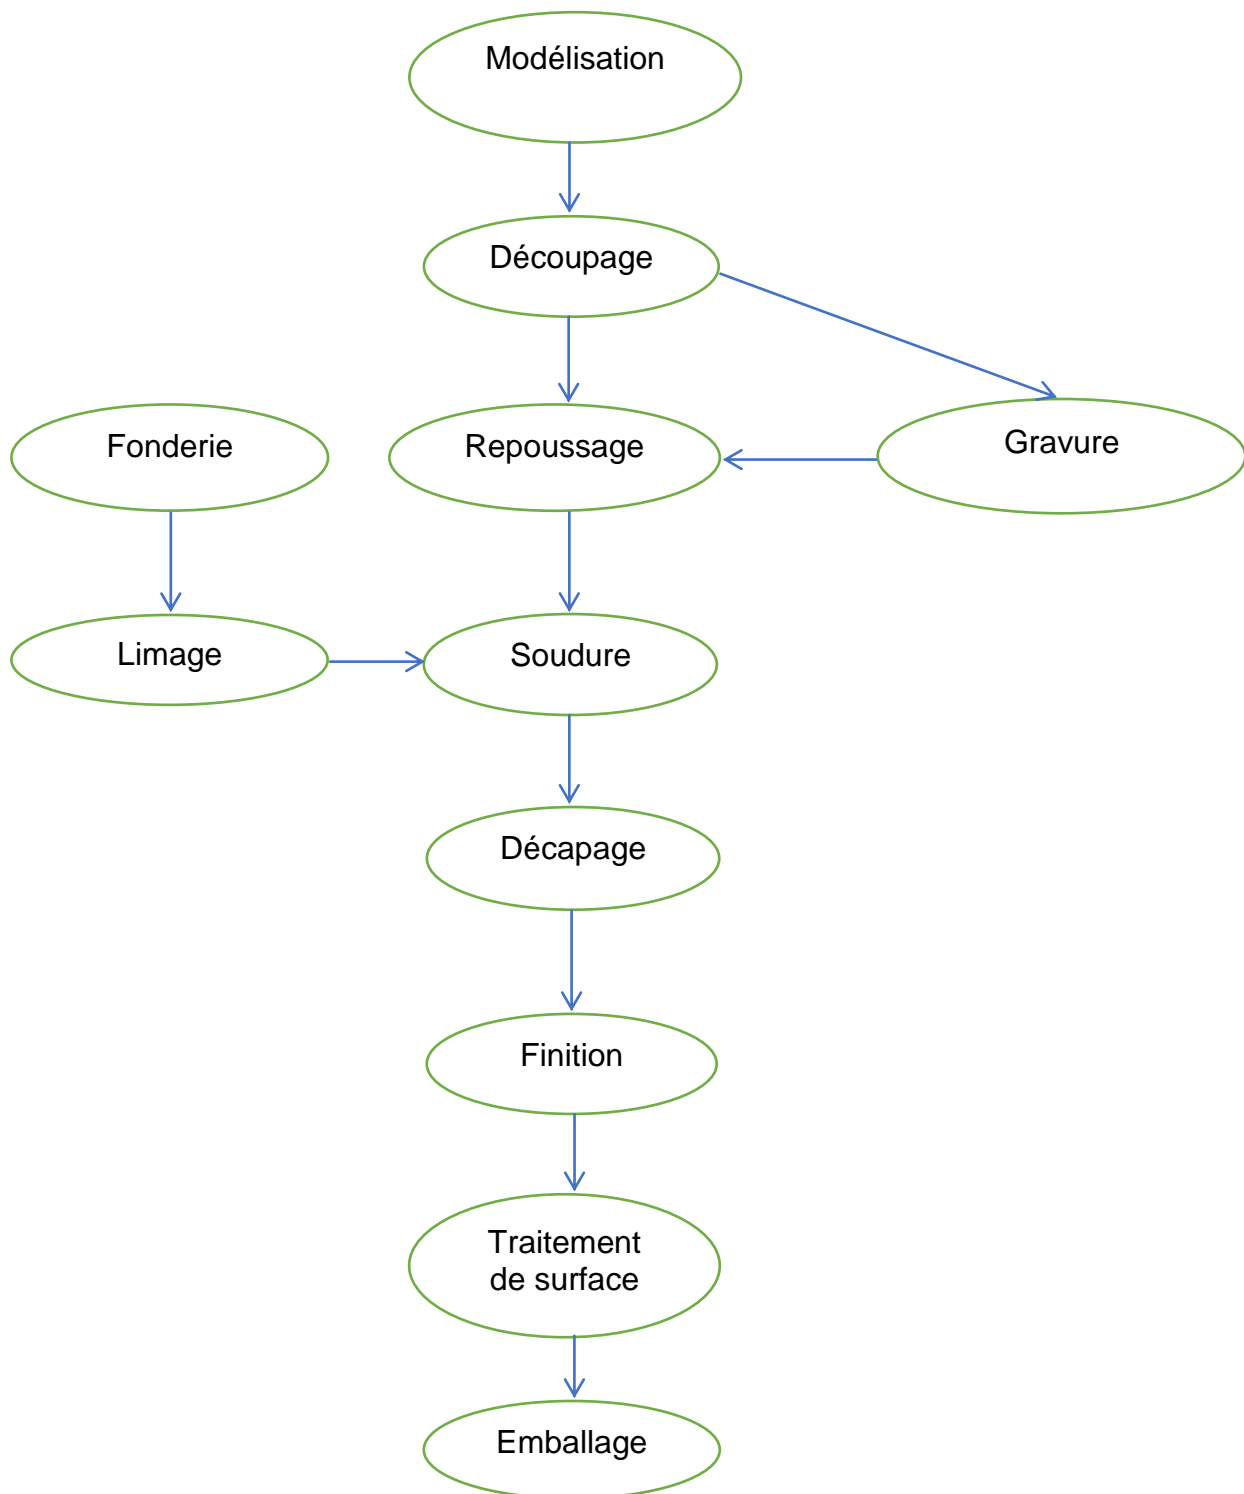 Modélisation
Découpage
Fonderie
Repoussage
Gravure
Limage
Soudure
Décapage
Finition
Traitement
de surface
Emballage